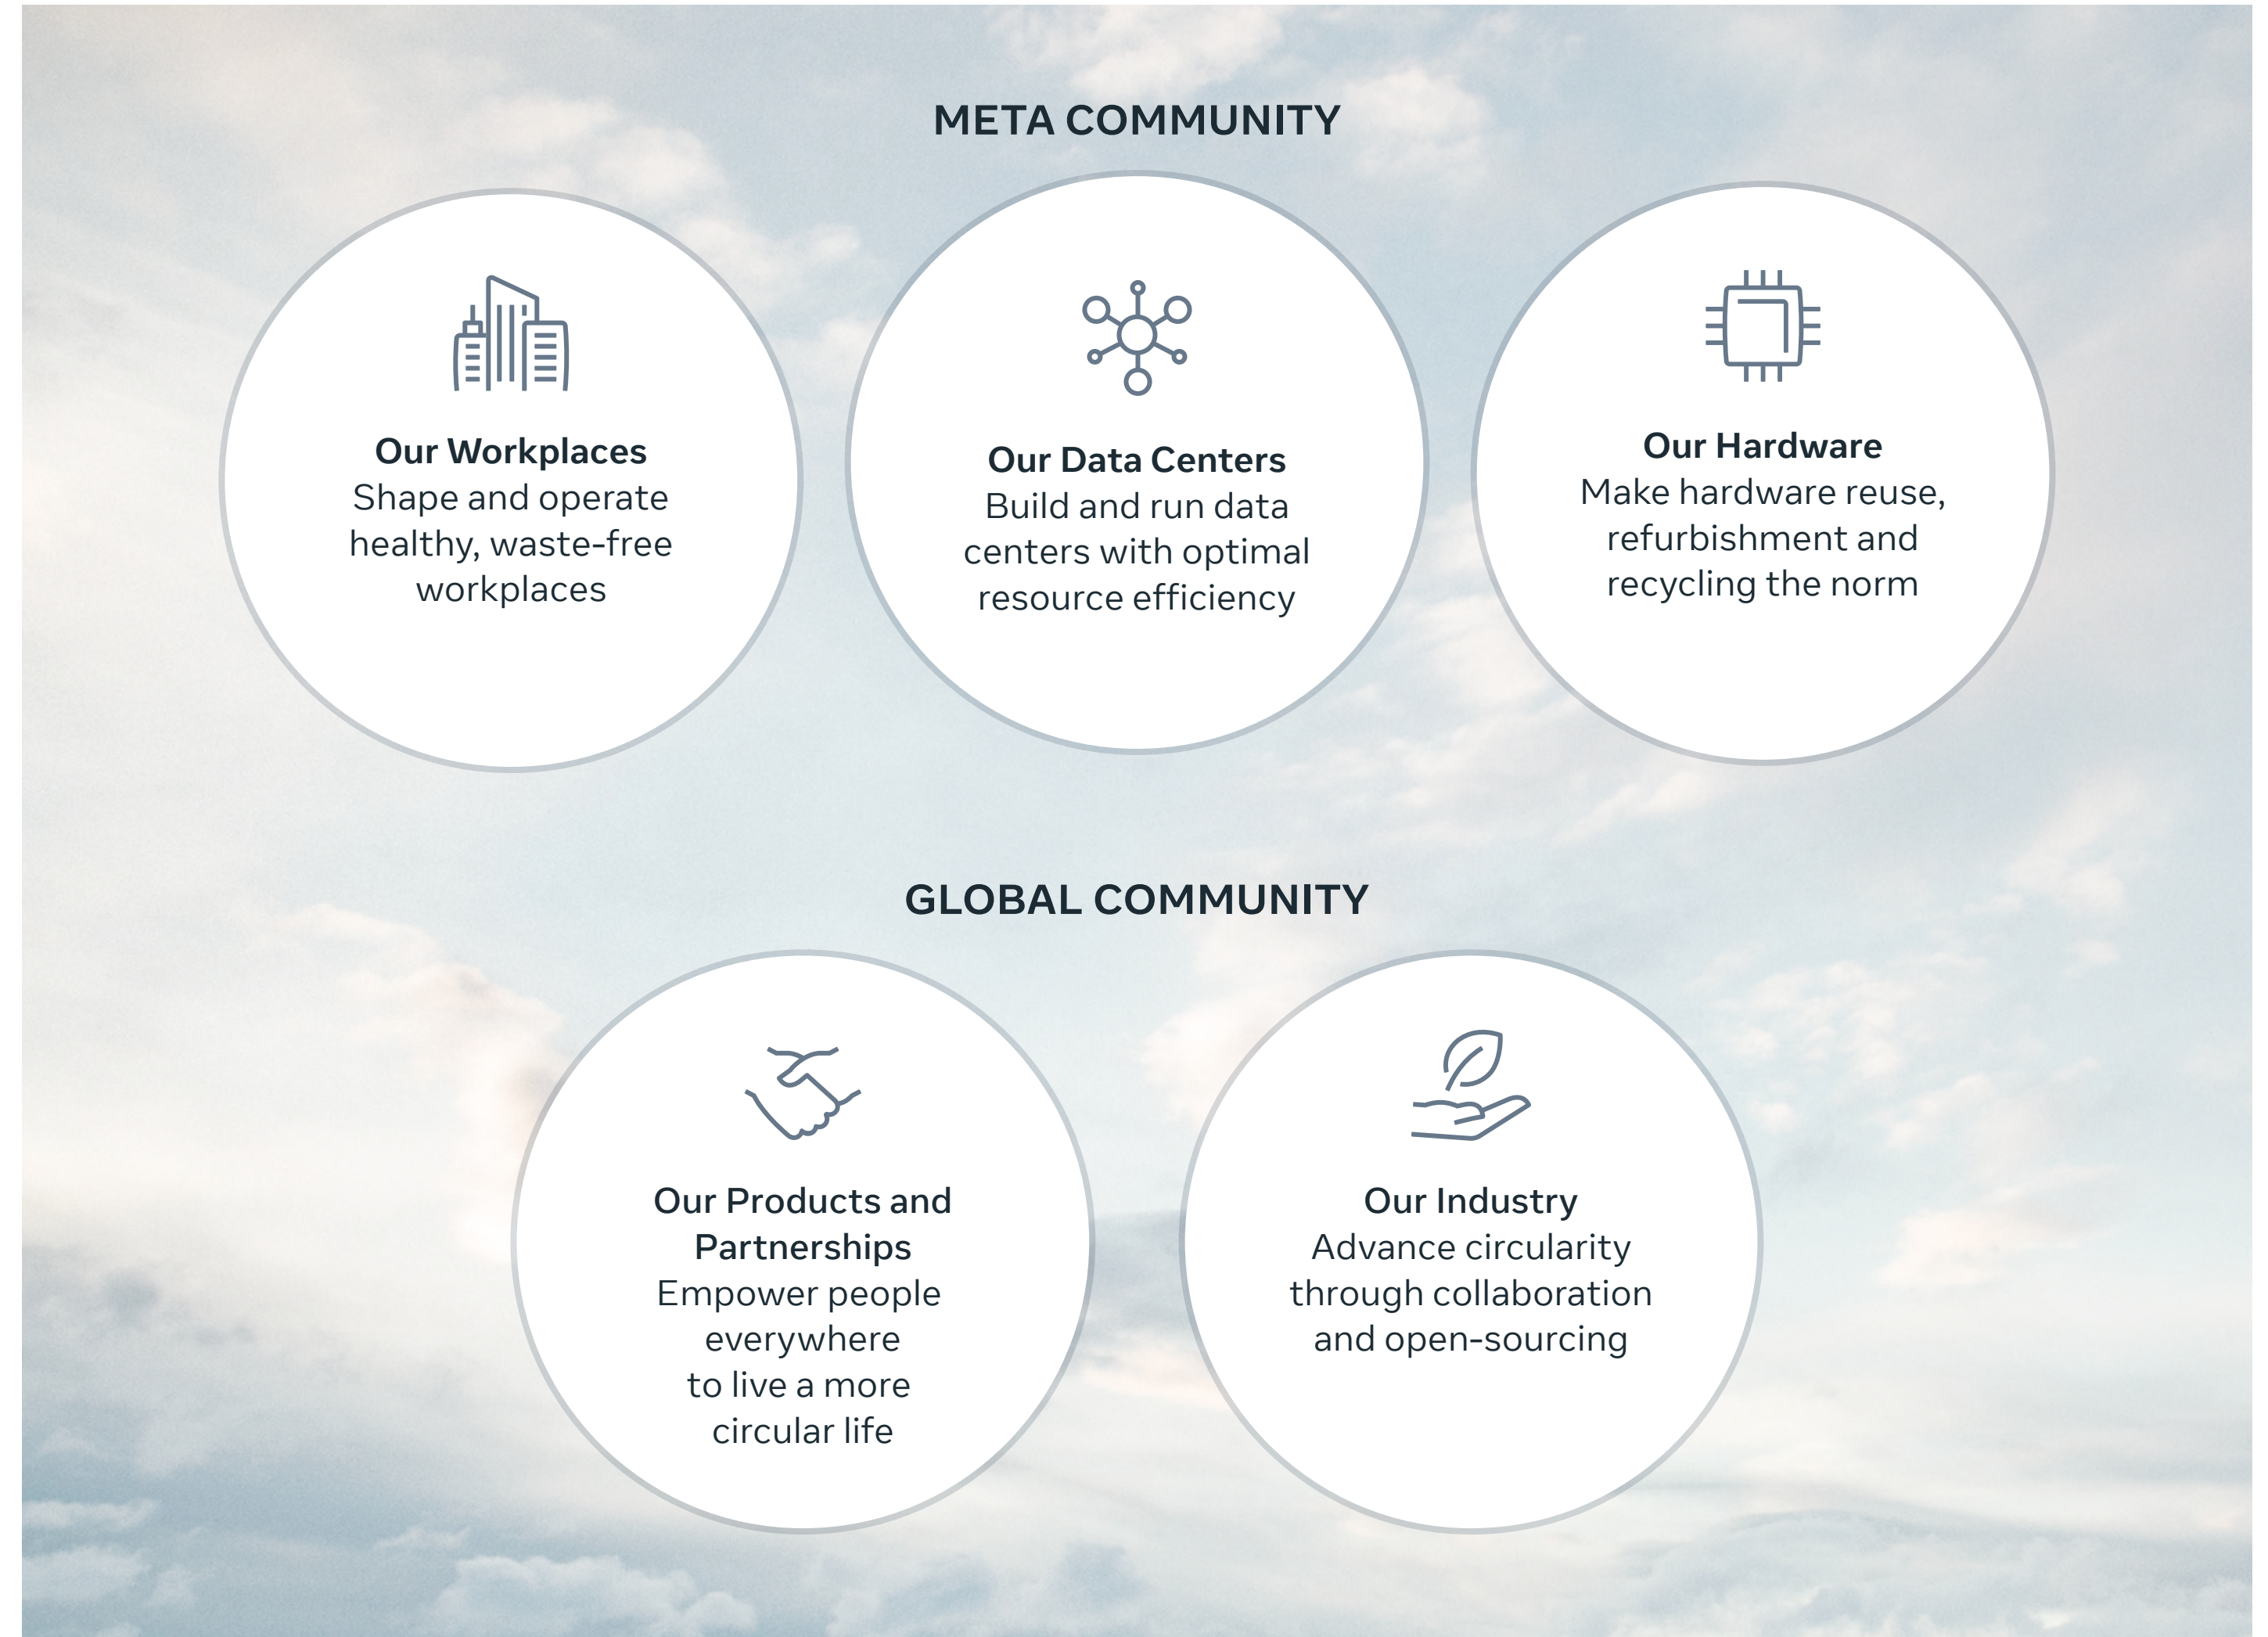 META COMMUNITY
Our Workplaces
Shape and operate
healthy, waste-free
workplaces
Our Data Centers
Build and run data
centers with optimal
resource efficiency
Our Hardware
Make hardware reuse,
refurbishment and
recycling the norm
GLOBAL COMMUNITY
Our Products and
Partnerships
Empower people
everywhere
to live a more
circular life
Our Industry
Advance circularity
through collaboration
and open-sourcing